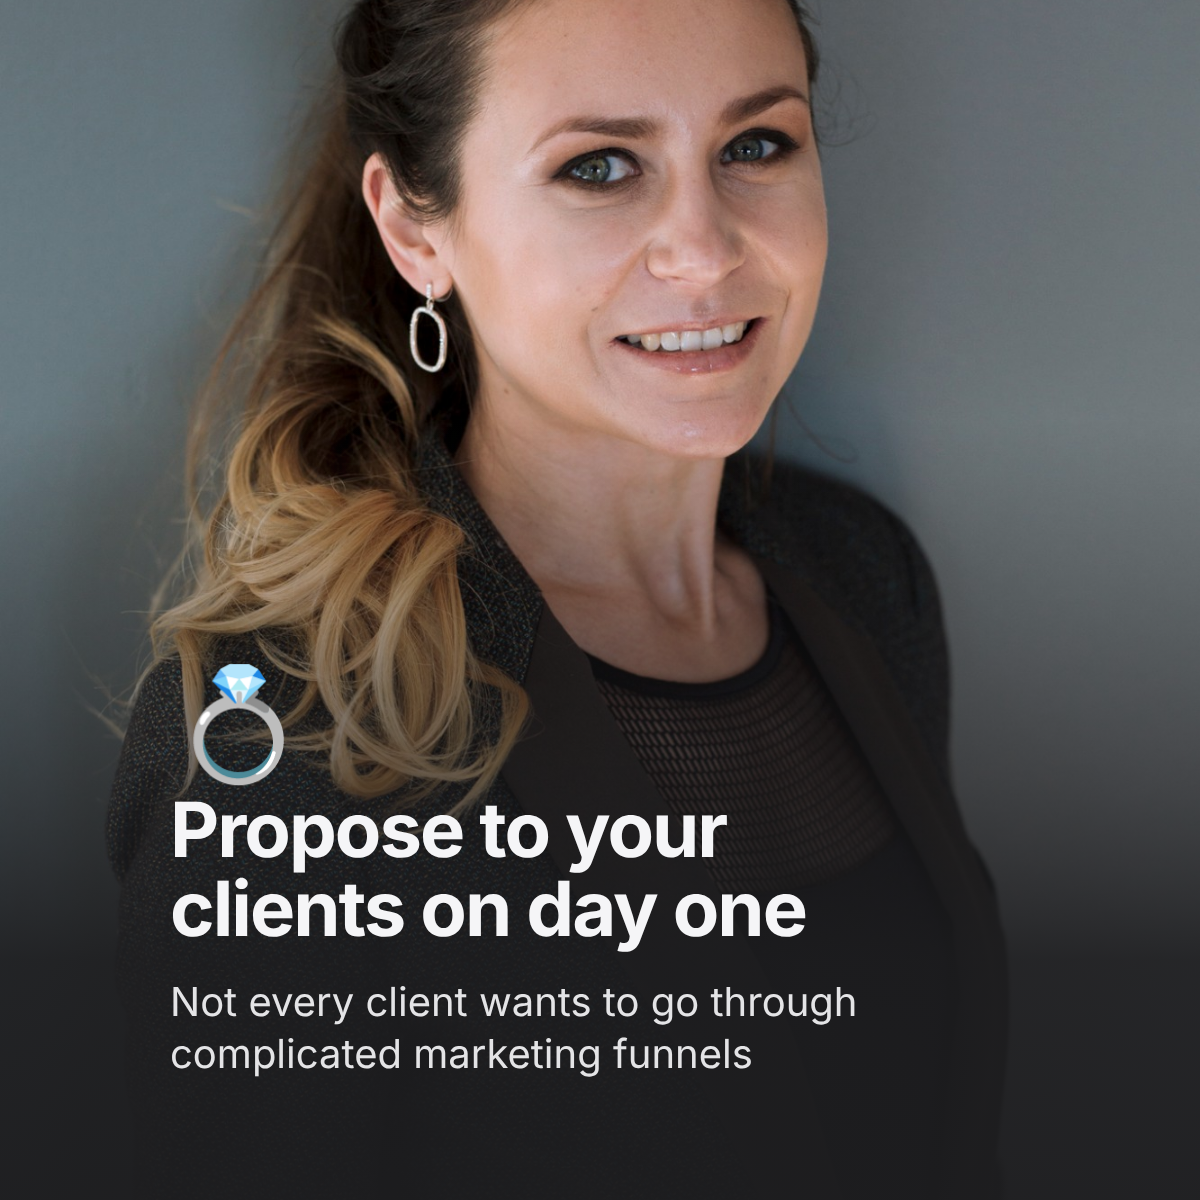 Propose to your
clients on day one
Not every client wants to go through
complicated marketing funnels